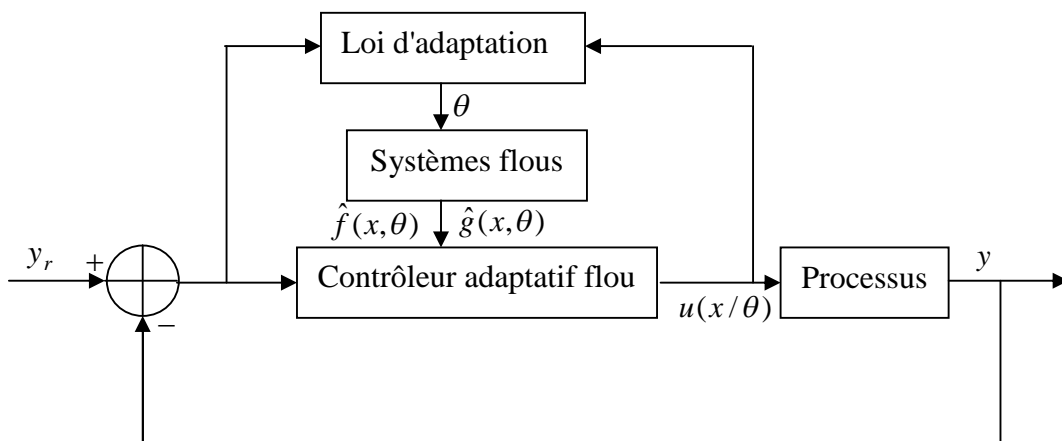 Loi d'adaptation
θ
Systèmes flous
f̂(x,θ) ĝ(x,θ)
y_r + Contrôleur adaptatif flou Processus y
u(x/θ)
−